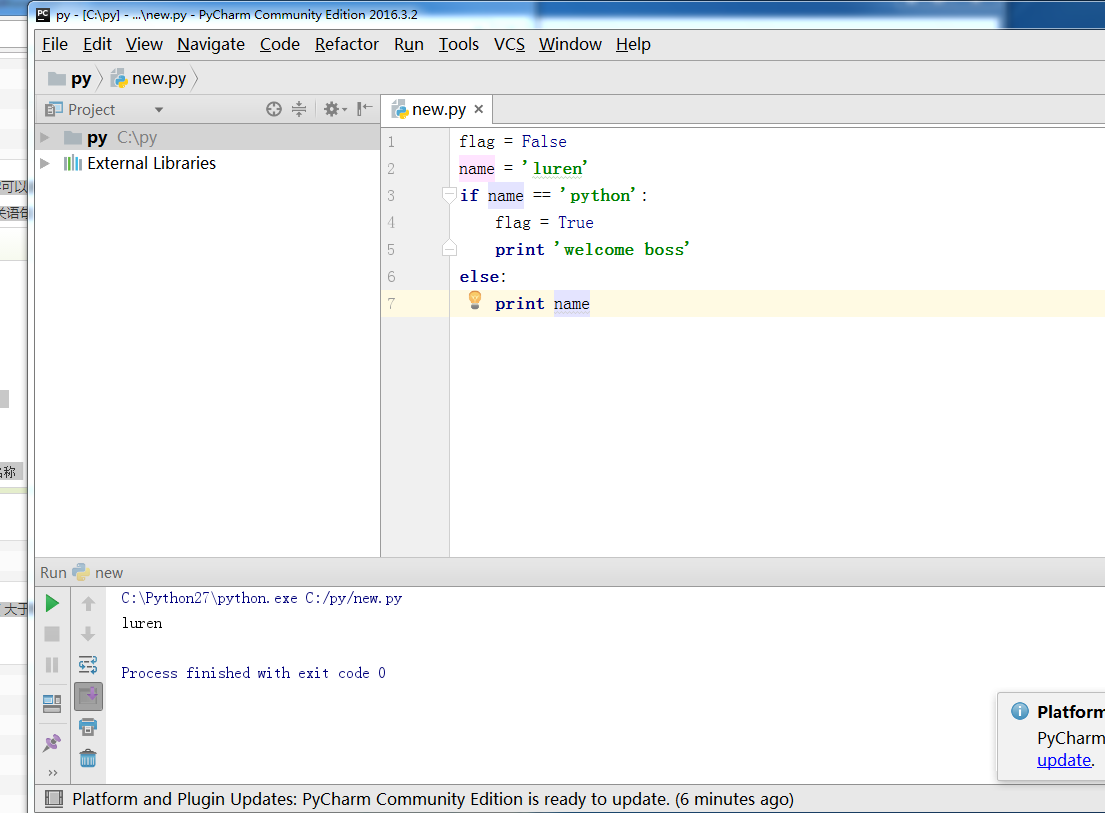 py - [C:\py] - ...\new.py - PyCharm Community Edition 2016.3.2
File Edit View Navigate Code Refactor Run Tools VCS Window Help
py new.py
Project
new.py
py C:\py
External Libraries
1 flag = False
2 name = 'luren'
3 if name == 'python':
4 flag = True
5 print 'welcome boss'
6 else:
7 print name
可以
关语句
名称
大于
Run new
C:\Python27\python.exe C:/py/new.py
luren
Process finished with exit code 0
Platform
PyCharm
update.
Platform and Plugin Updates: PyCharm Community Edition is ready to update. (6 minutes ago)